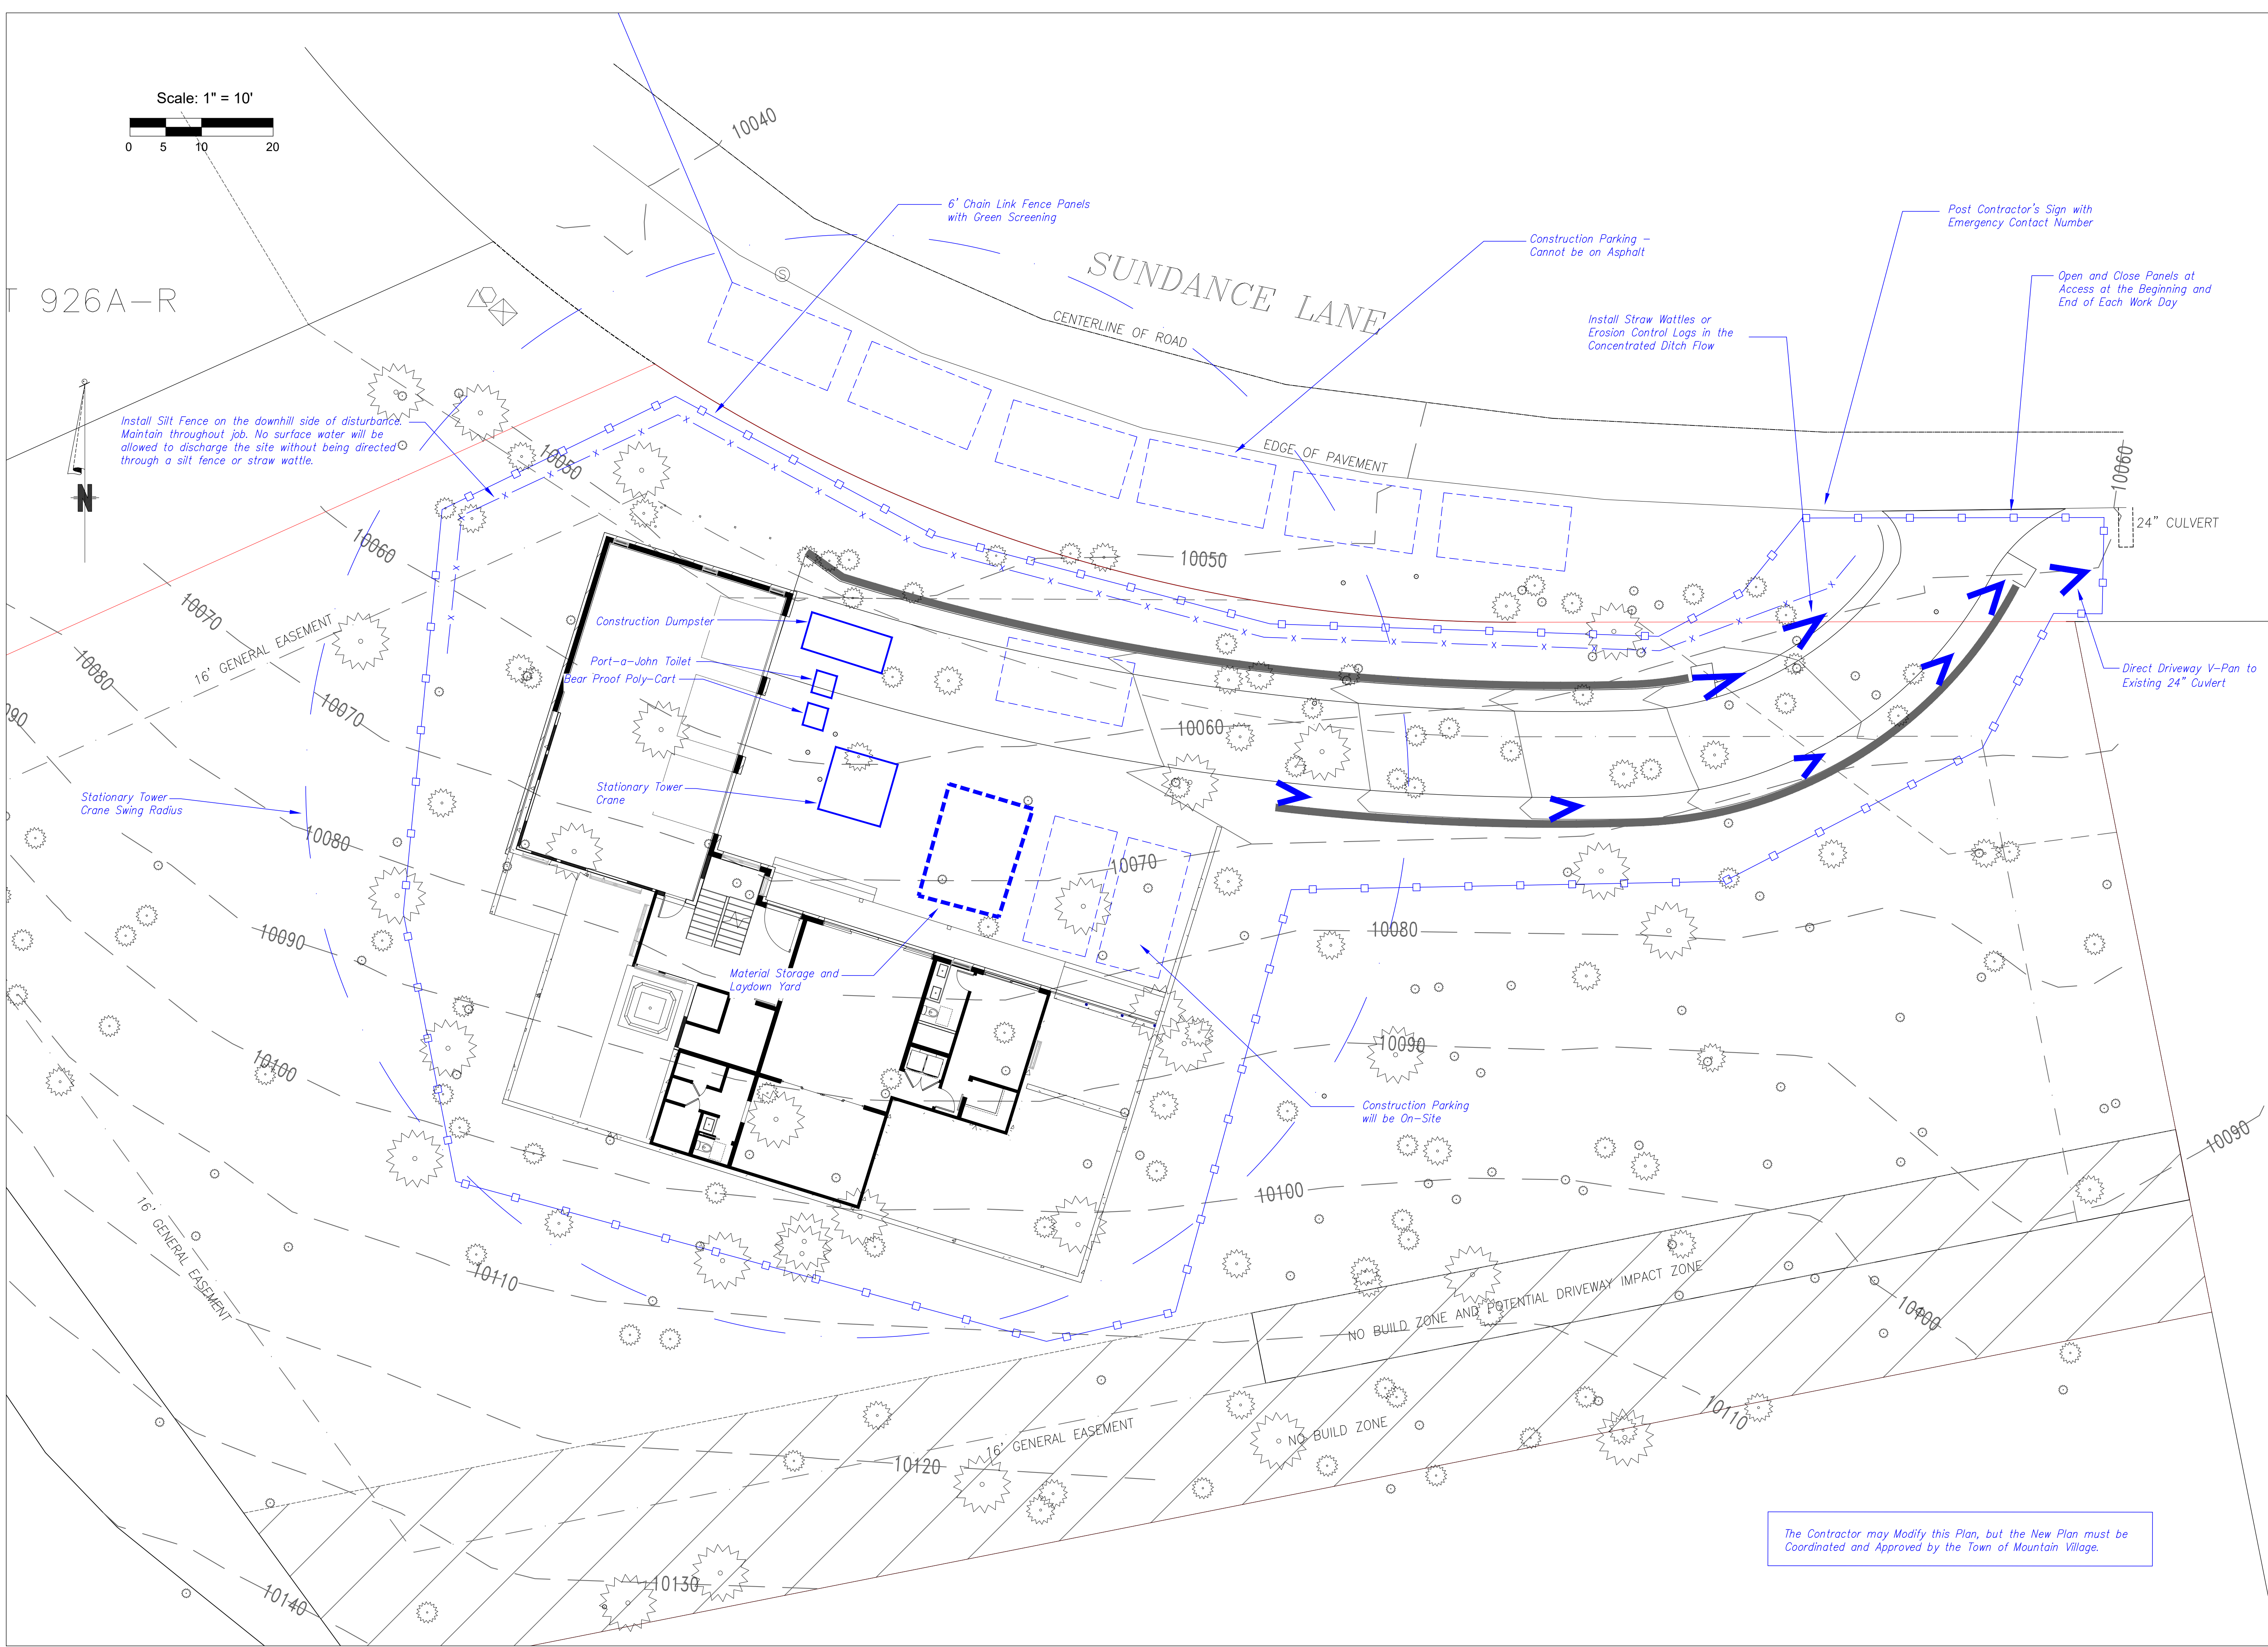 Scale: 1" = 10'
0 5 10 20
10040
6' Chain Link Fence Panels
with Green Screening
Post Contractor's Sign with
Emergency Contact Number
Construction Parking –
Cannot be on Asphalt
SUNDANCE LANE
Open and Close Panels at
Access at the Beginning and
End of Each Work Day
T 926A-R
S
CENTERLINE OF ROAD
Install Straw Wattles or
Erosion Control Logs in the
Concentrated Ditch Flow
Install Silt Fence on the downhill side of disturbance.
Maintain throughout job. No surface water will be
allowed to discharge the site without being directed
through a silt fence or straw wattle.
N
EDGE OF PAVEMENT
10060
10050
24" CULVERT
10060
10050
10070
16' GENERAL EASEMENT
Construction Dumpster
Port-a-John Toilet
Bear Proof Poly-Cart
10080
Direct Driveway V-Pan to
Existing 24" Cuvlert
10070
090
10060
Stationary Tower
Crane Swing Radius
Stationary Tower
Crane
10080
10070
10090
10080
Material Storage and
Laydown Yard
10100
10090
Construction Parking
will be On-Site
10090
16' GENERAL EASEMENT
10100
10110
NO BUILD ZONE AND POTENTIAL DRIVEWAY IMPACT ZONE
10100
10110
16' GENERAL EASEMENT
NO BUILD ZONE
10120
The Contractor may Modify this Plan, but the New Plan must be
Coordinated and Approved by the Town of Mountain Village.
10130
10140